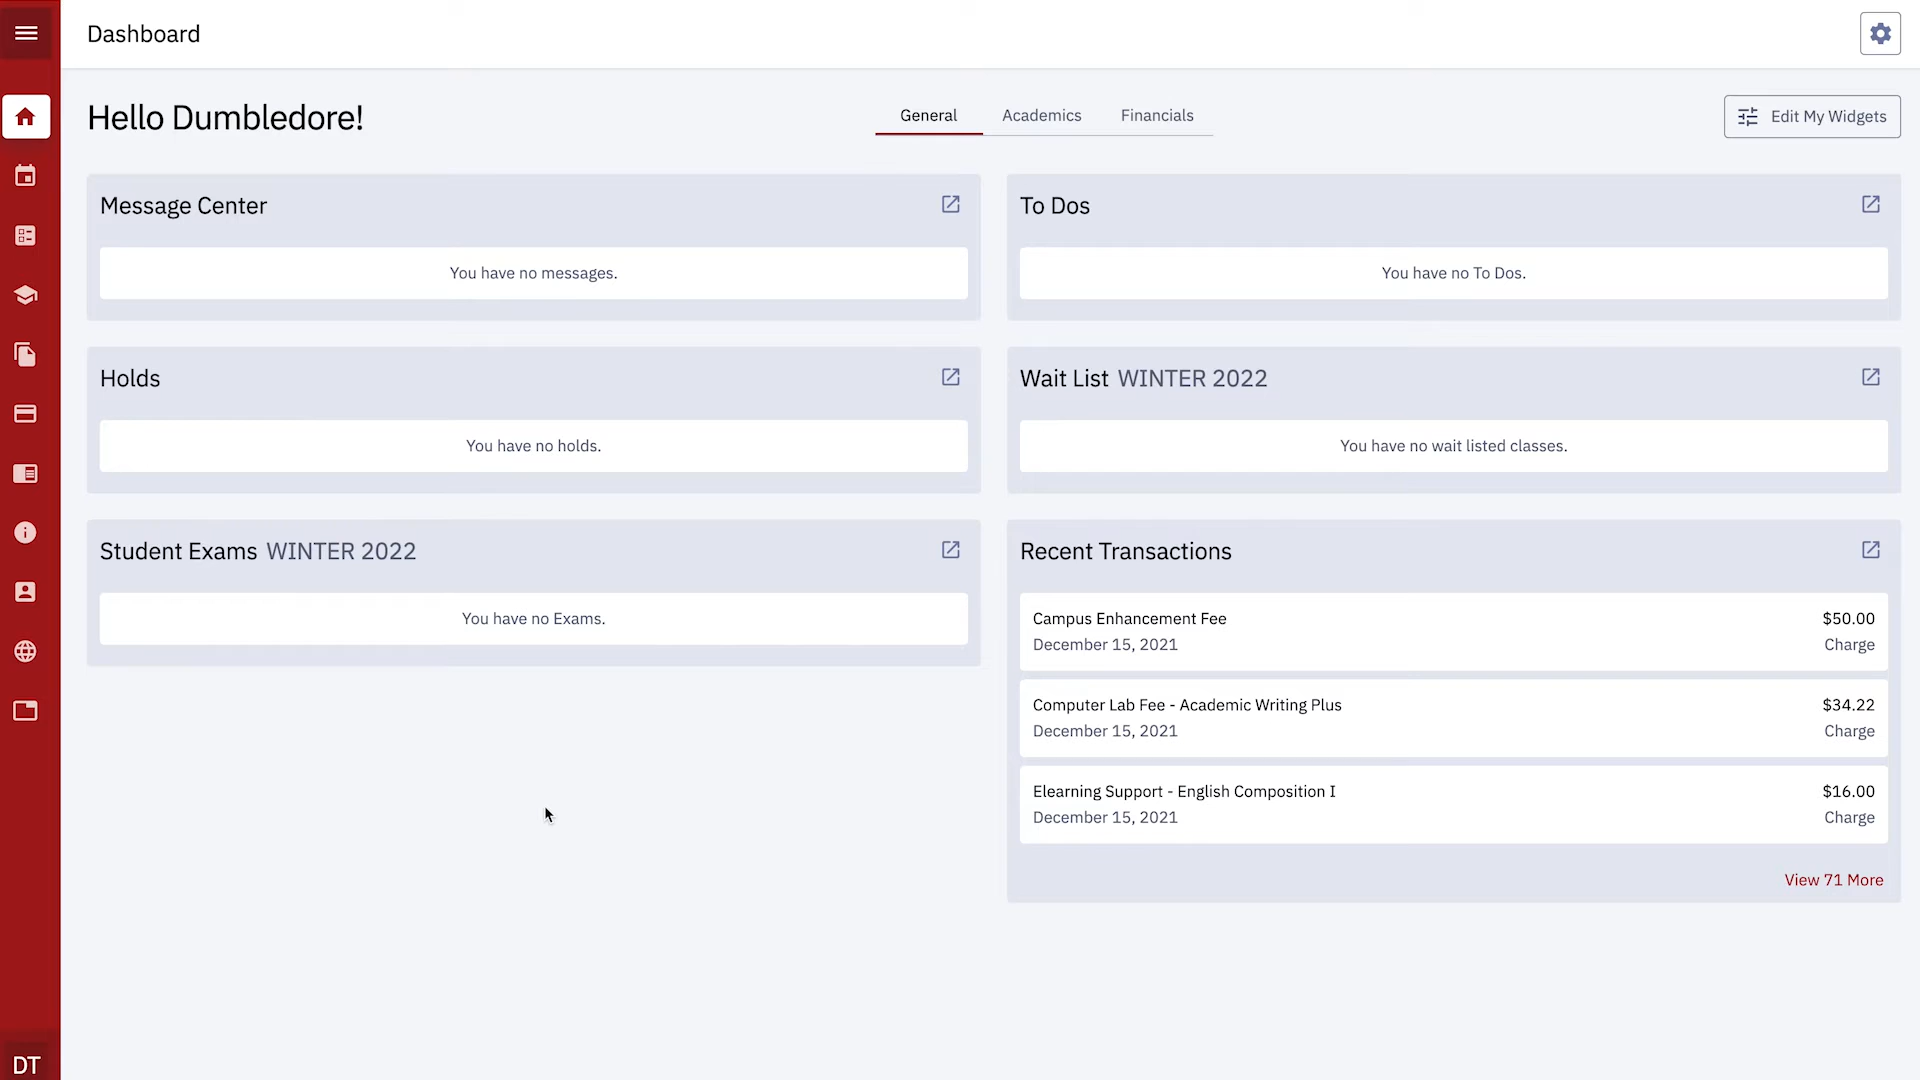 Dashboard
Hello Dumbledore!
General
Academics
Financials
Edit My Widgets
Message Center
You have no messages.
To Dos
You have no To Dos.
Holds
You have no holds.
Wait List WINTER 2022
You have no wait listed classes.
Student Exams WINTER 2022
You have no Exams.
Recent Transactions
Campus Enhancement Fee $50.00
December 15, 2021 Charge
Computer Lab Fee - Academic Writing Plus $34.22
December 15, 2021 Charge
Elearning Support - English Composition I $16.00
December 15, 2021 Charge
View 71 More
DT